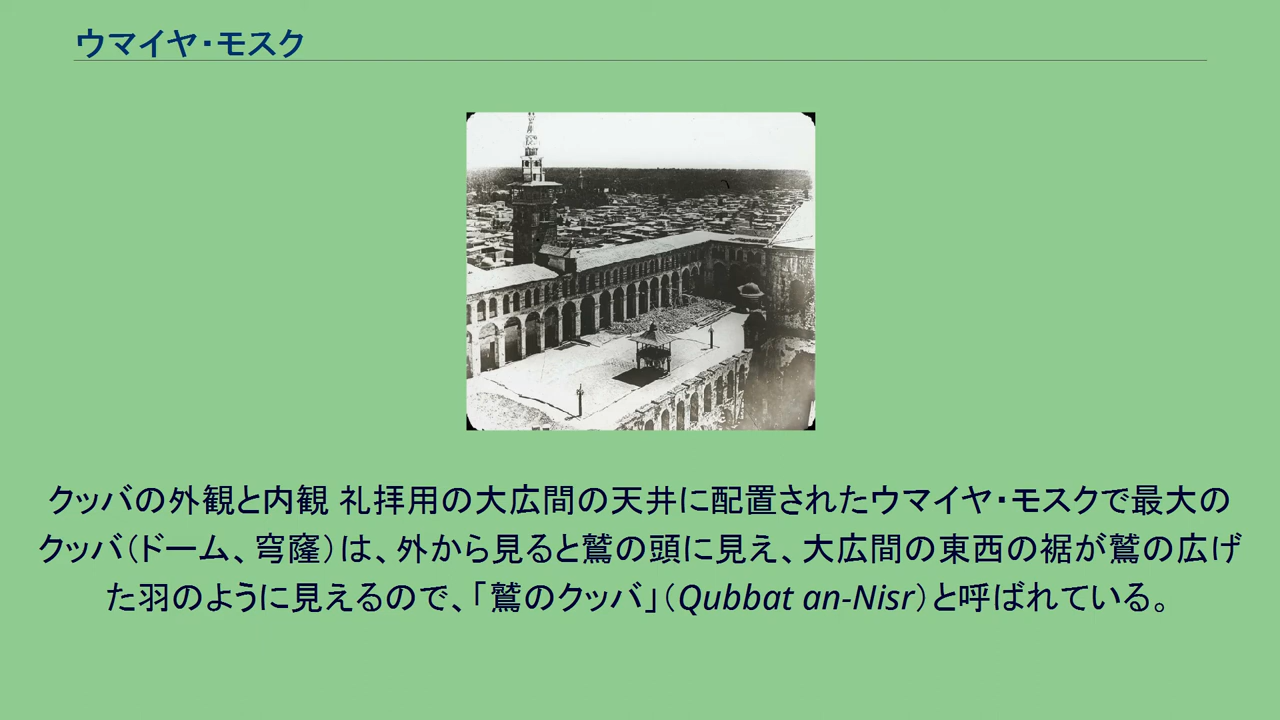 ウマイヤ・モスク
クッバの外観と内観 礼拝用の大広間の天井に配置されたウマイヤ・モスクで最大の
クッバ（ドーム、穹窿）は、外から見ると鷲の頭に見え、大広間の東西の裾が鷲の広げ
た羽のように見えるので、「鷲のクッバ」（Qubbat an-Nisr）と呼ばれている。